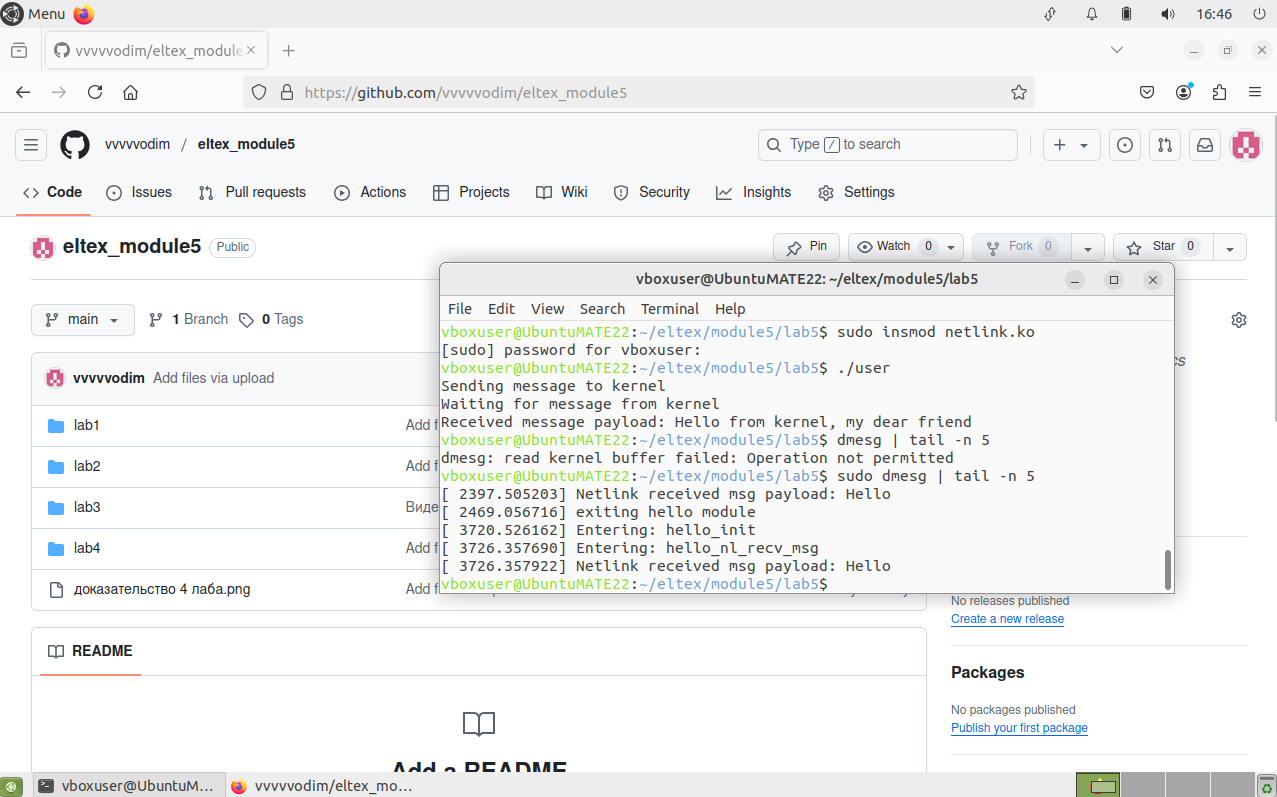 Menu
16:46
vvvvvodim/eltex_module
https://github.com/vvvvvodim/eltex_module5
vvvvvodim / eltex_module5
Type / to search
Code
Issues
Pull requests
Actions
Projects
Wiki
Security
Insights
Settings
eltex_module5
Public
Pin
Watch 0
Fork 0
Star 0
main
1 Branch
0 Tags
vvvvvodim Add files via upload
lab1
Add f
lab2
Add f
lab3
Виде
lab4
Add f
доказательство 4 лаба.png
Add f
cs
vboxuser@UbuntuMATE22: ~/eltex/module5/lab5
File Edit View Search Terminal Help
vboxuser@UbuntuMATE22:~/eltex/module5/lab5$ sudo insmod netlink.ko
[sudo] password for vboxuser:
vboxuser@UbuntuMATE22:~/eltex/module5/lab5$ ./user
Sending message to kernel
Waiting for message from kernel
Received message payload: Hello from kernel, my dear friend
vboxuser@UbuntuMATE22:~/eltex/module5/lab5$ dmesg | tail -n 5
dmesg: read kernel buffer failed: Operation not permitted
vboxuser@UbuntuMATE22:~/eltex/module5/lab5$ sudo dmesg | tail -n 5
[ 2397.505203] Netlink received msg payload: Hello
[ 2469.056716] exiting hello module
[ 3720.526162] Entering: hello_init
[ 3726.357690] Entering: hello_nl_recv_msg
[ 3726.357922] Netlink received msg payload: Hello
vboxuser@UbuntuMATE22:~/eltex/module5/lab5$
No releases published
Create a new release
Packages
No packages published
Publish your first package
README
Add a README
vboxuser@UbuntuM...
vvvvvodim/eltex_mo...